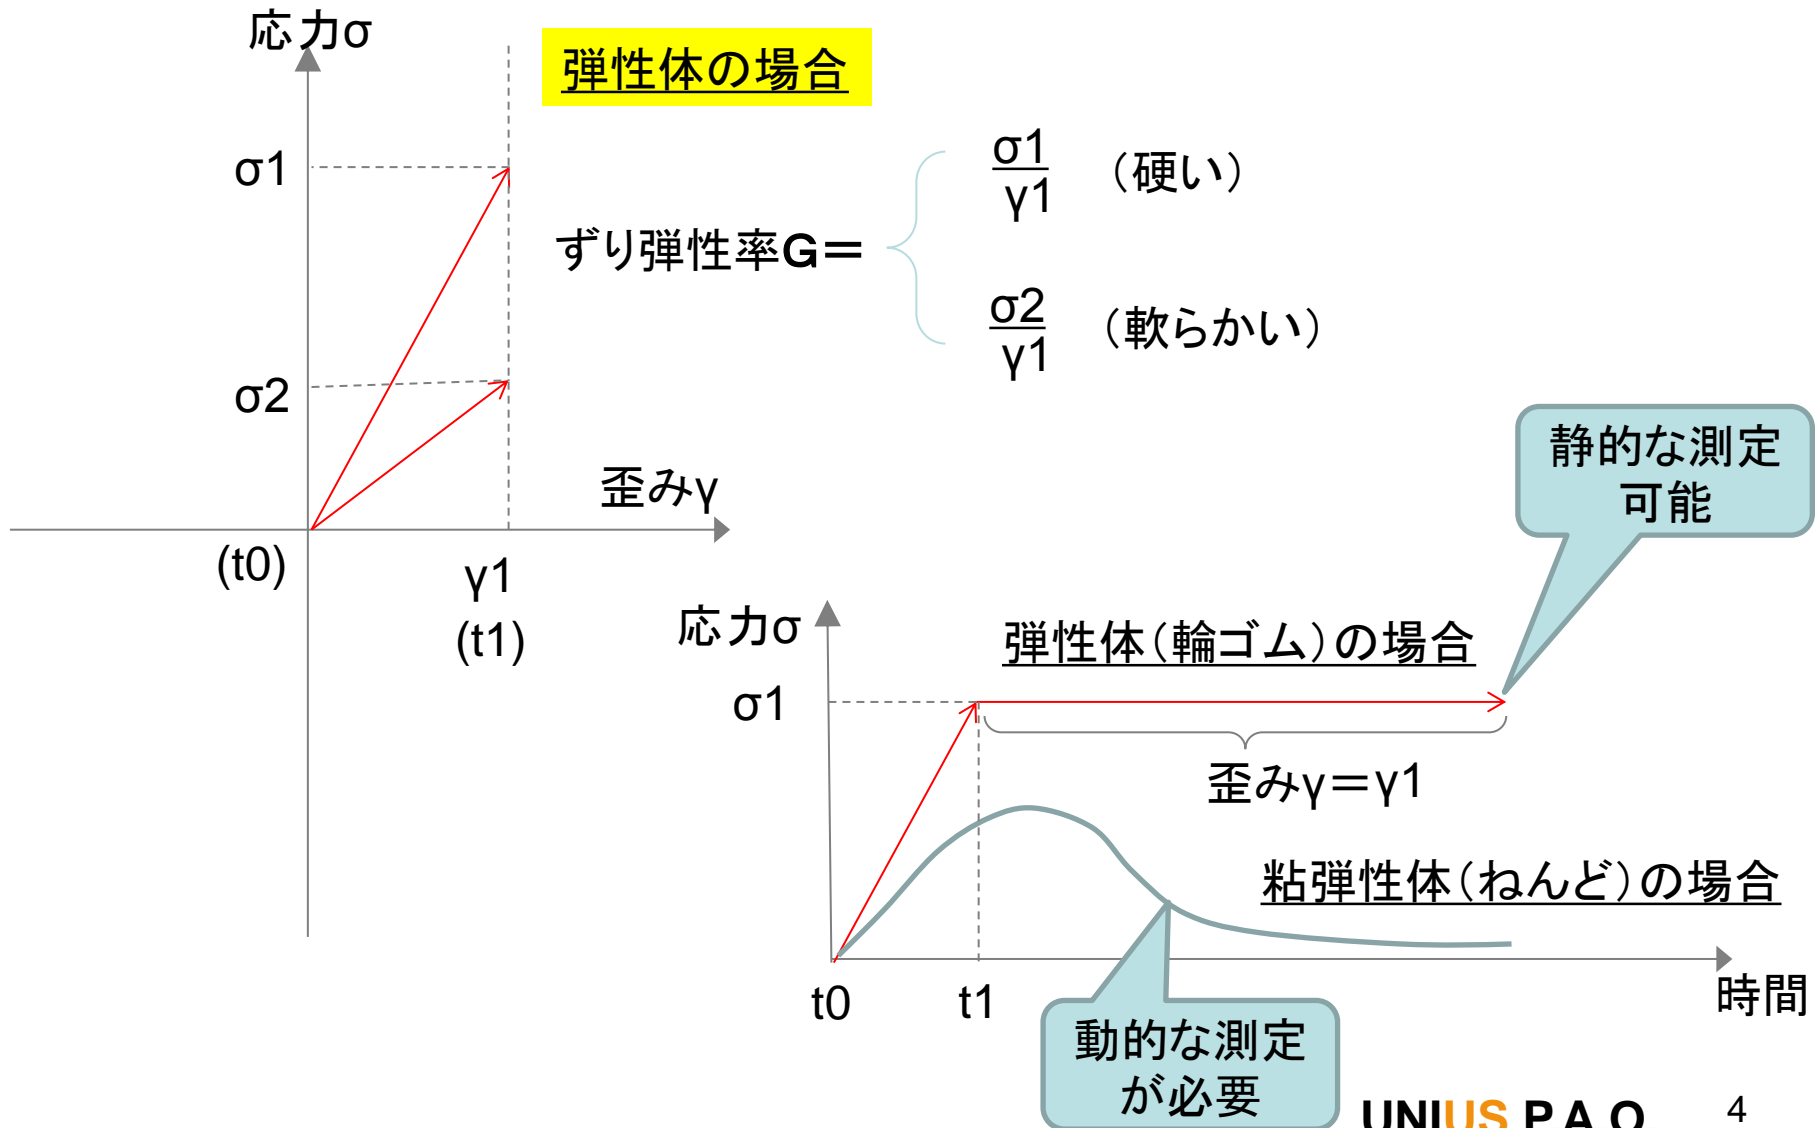 応力σ
弾性体の場合
σ1
σ1
γ1
（硬い）
ずり弾性率G＝
σ2
γ1
（軟らかい）
σ2
歪みγ
(t0)
γ1
(t1)
静的な測定
可能
応力σ
弾性体（輪ゴム）の場合
σ1
歪みγ＝γ1
粘弾性体（ねんど）の場合
t0
t1
時間
動的な測定
が必要
UNIUS P.A.O.
4